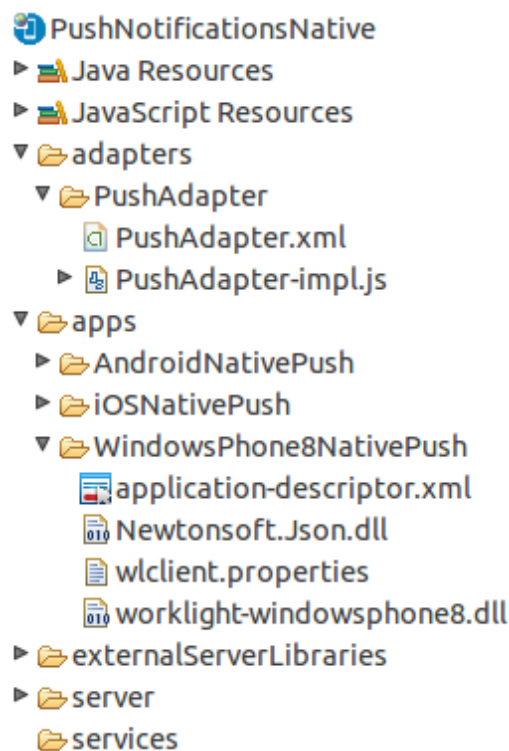 PushNotificationsNative
Java Resources
JavaScript Resources
adapters
PushAdapter
PushAdapter.xml
PushAdapter-impl.js
apps
AndroidNativePush
iOSNativePush
WindowsPhone8NativePush
application-descriptor.xml
Newtonsoft.Json.dll
wlclient.properties
worklight-windowsphone8.dll
externalServerLibraries
server
services